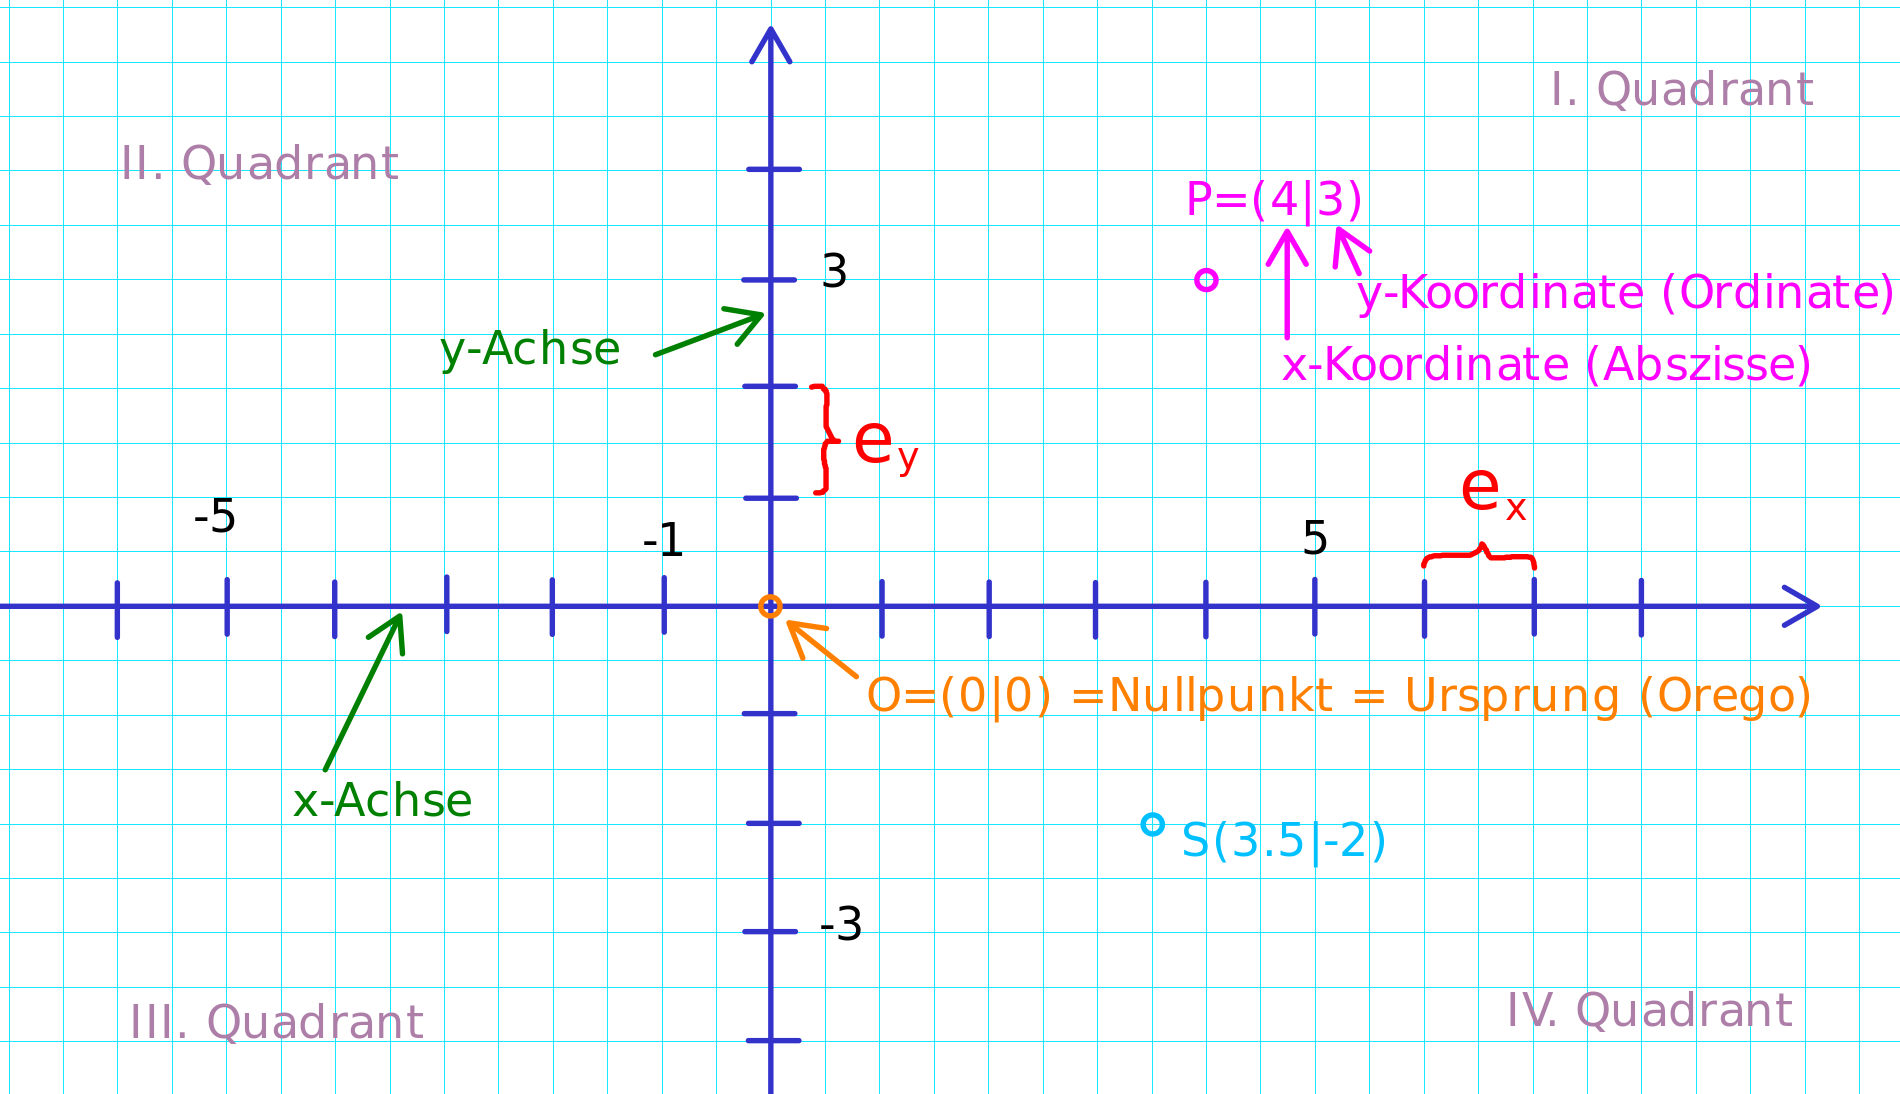 I. Quadrant
II. Quadrant
P=(4|3)
3
y-Koordinate (Ordinate)
y-Achse
x-Koordinate (Abszisse)
ey
ex
-5
-1
5
O=(0|0) =Nullpunkt = Ursprung (Orego)
x-Achse
S(3.5|-2)
-3
III. Quadrant
IV. Quadrant